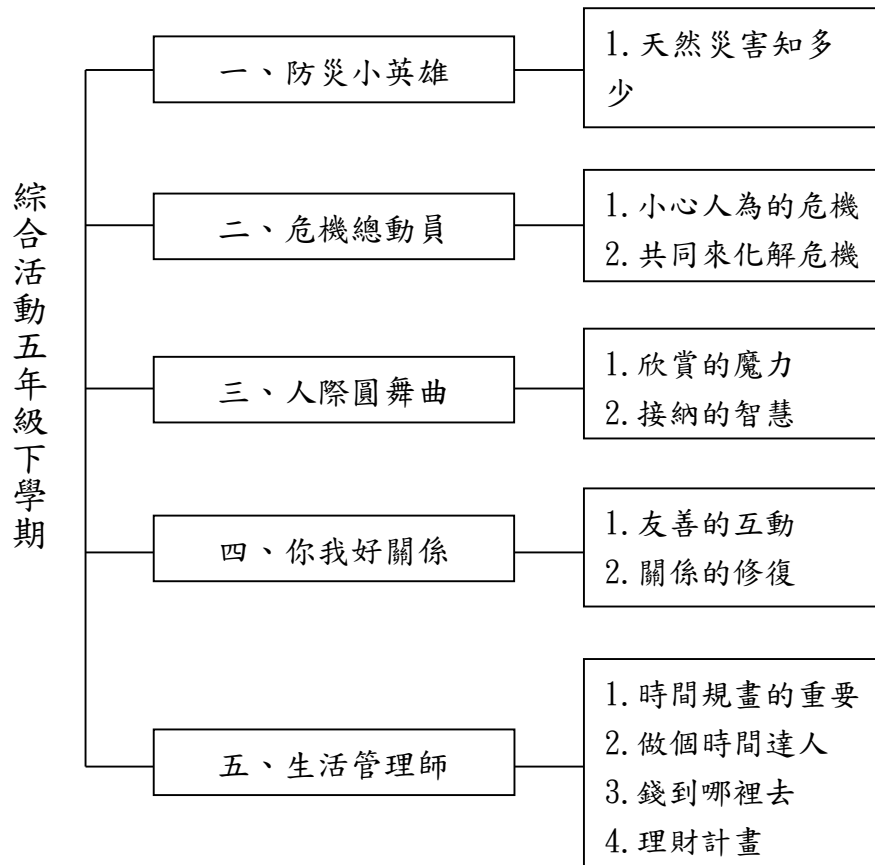 綜合活動五年級下學期
一、防災小英雄
1.天然災害知多
少
二、危機總動員
1.小心人為的危機
2.共同來化解危機
三、人際圓舞曲
1.欣賞的魔力
2.接納的智慧
四、你我好關係
1.友善的互動
2.關係的修復
五、生活管理師
1.時間規畫的重要
2.做個時間達人
3.錢到哪裡去
4.理財計畫